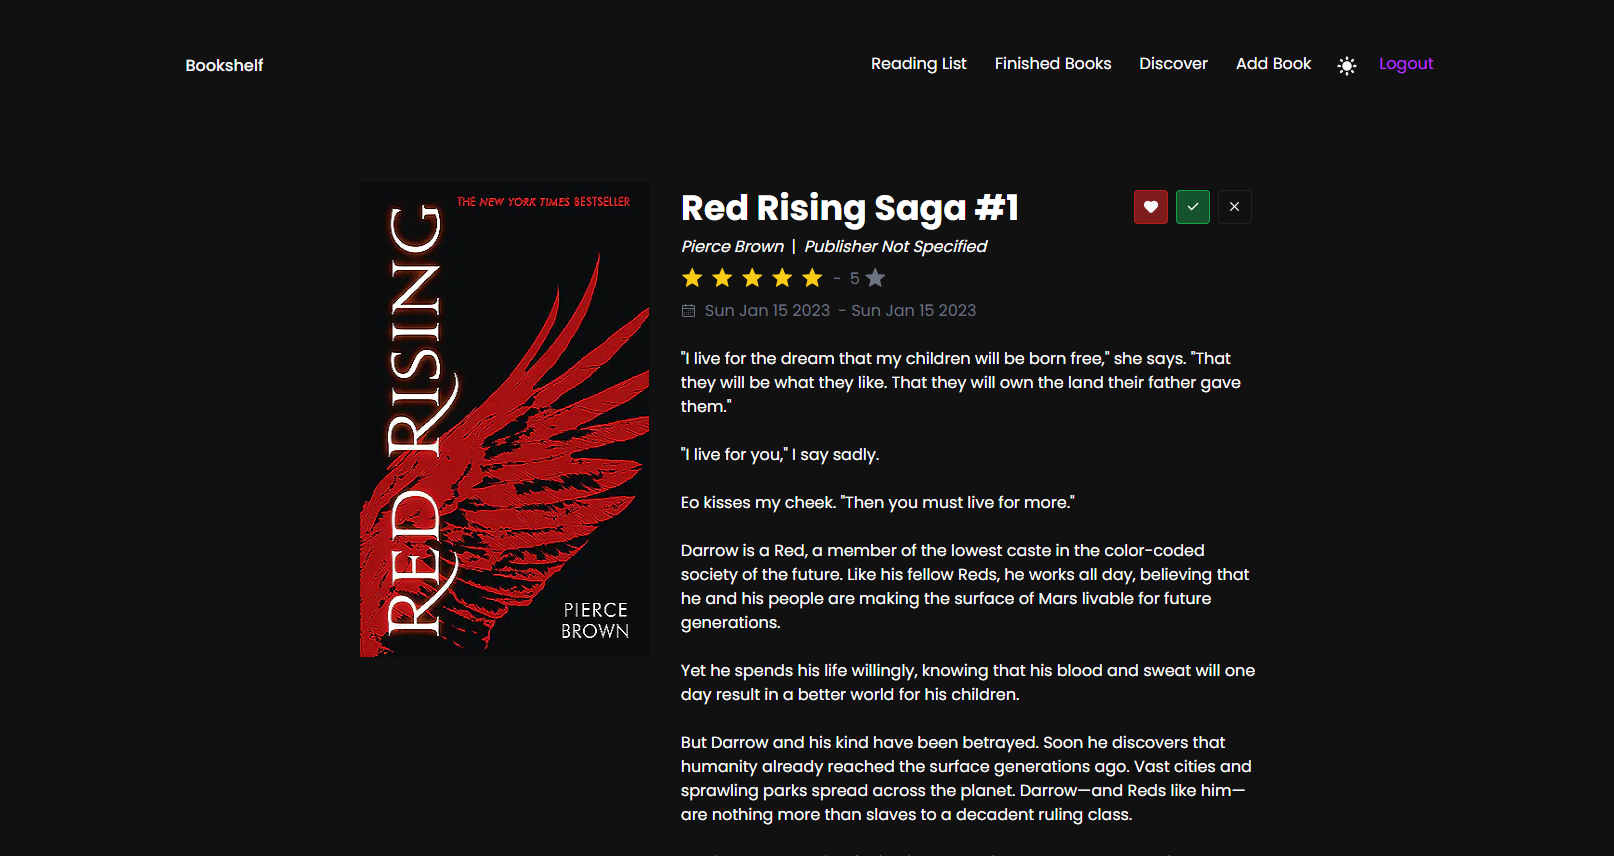 Bookshelf
Reading List
Finished Books
Discover
Add Book
Logout
THE NEW YORK TIMES BESTSELLER
RED RISING
PIERCE
BROWN
Red Rising Saga #1
Pierce Brown | Publisher Not Specified
- 5
Sun Jan 15 2023 - Sun Jan 15 2023
"I live for the dream that my children will be born free," she says. "That
they will be what they like. That they will own the land their father gave
them."
"I live for you," I say sadly.
Eo kisses my cheek. "Then you must live for more."
Darrow is a Red, a member of the lowest caste in the color-coded
society of the future. Like his fellow Reds, he works all day, believing that
he and his people are making the surface of Mars livable for future
generations.
Yet he spends his life willingly, knowing that his blood and sweat will one
day result in a better world for his children.
But Darrow and his kind have been betrayed. Soon he discovers that
humanity already reached the surface generations ago. Vast cities and
sprawling parks spread across the planet. Darrow—and Reds like him—
are nothing more than slaves to a decadent ruling class.